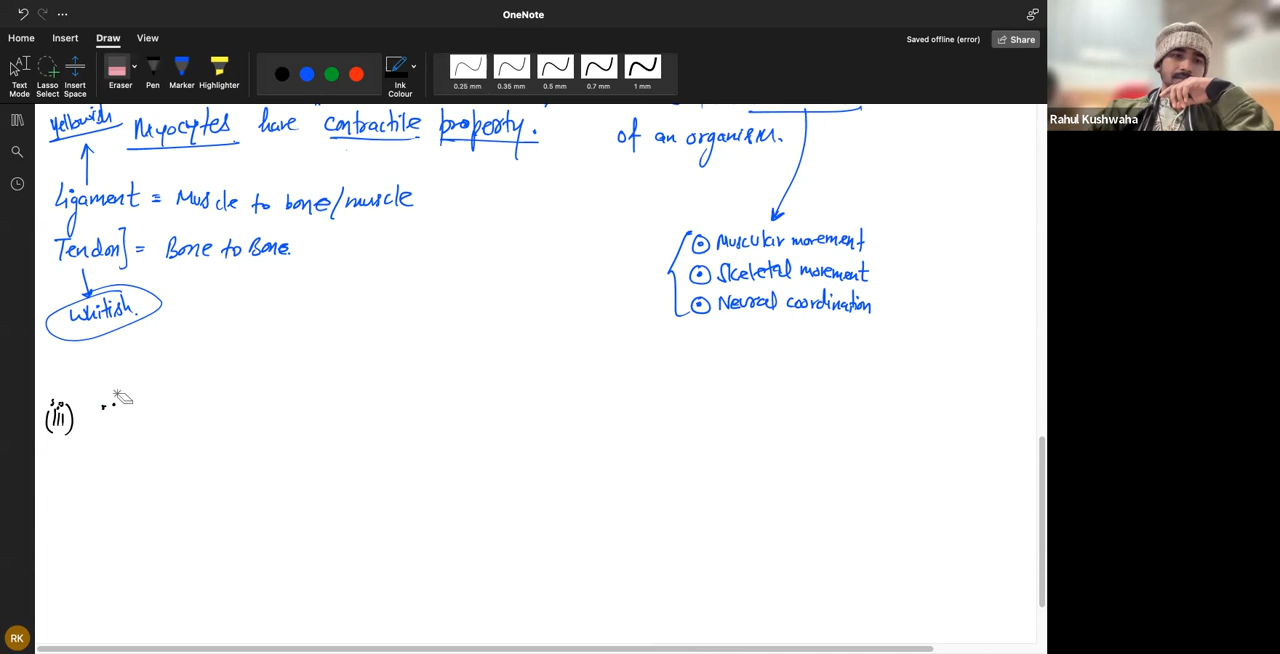 OneNote
Home Insert Draw View
Saved offline (error) Share
Text Mode Lasso Select Insert Space Eraser Pen Marker Highlighter Ink Colour 0.25 mm 0.35 mm 0.5 mm 0.7 mm 1 mm
Rahul Kushwaha
Yellowish Myocytes have contractile property.
Ligament = Muscle to bone/muscle
Tendon] = Bone to Bone.
Whitish.
of an organism.
Muscular movement
Skeletal movement
Neural coordination
(iii)
RK